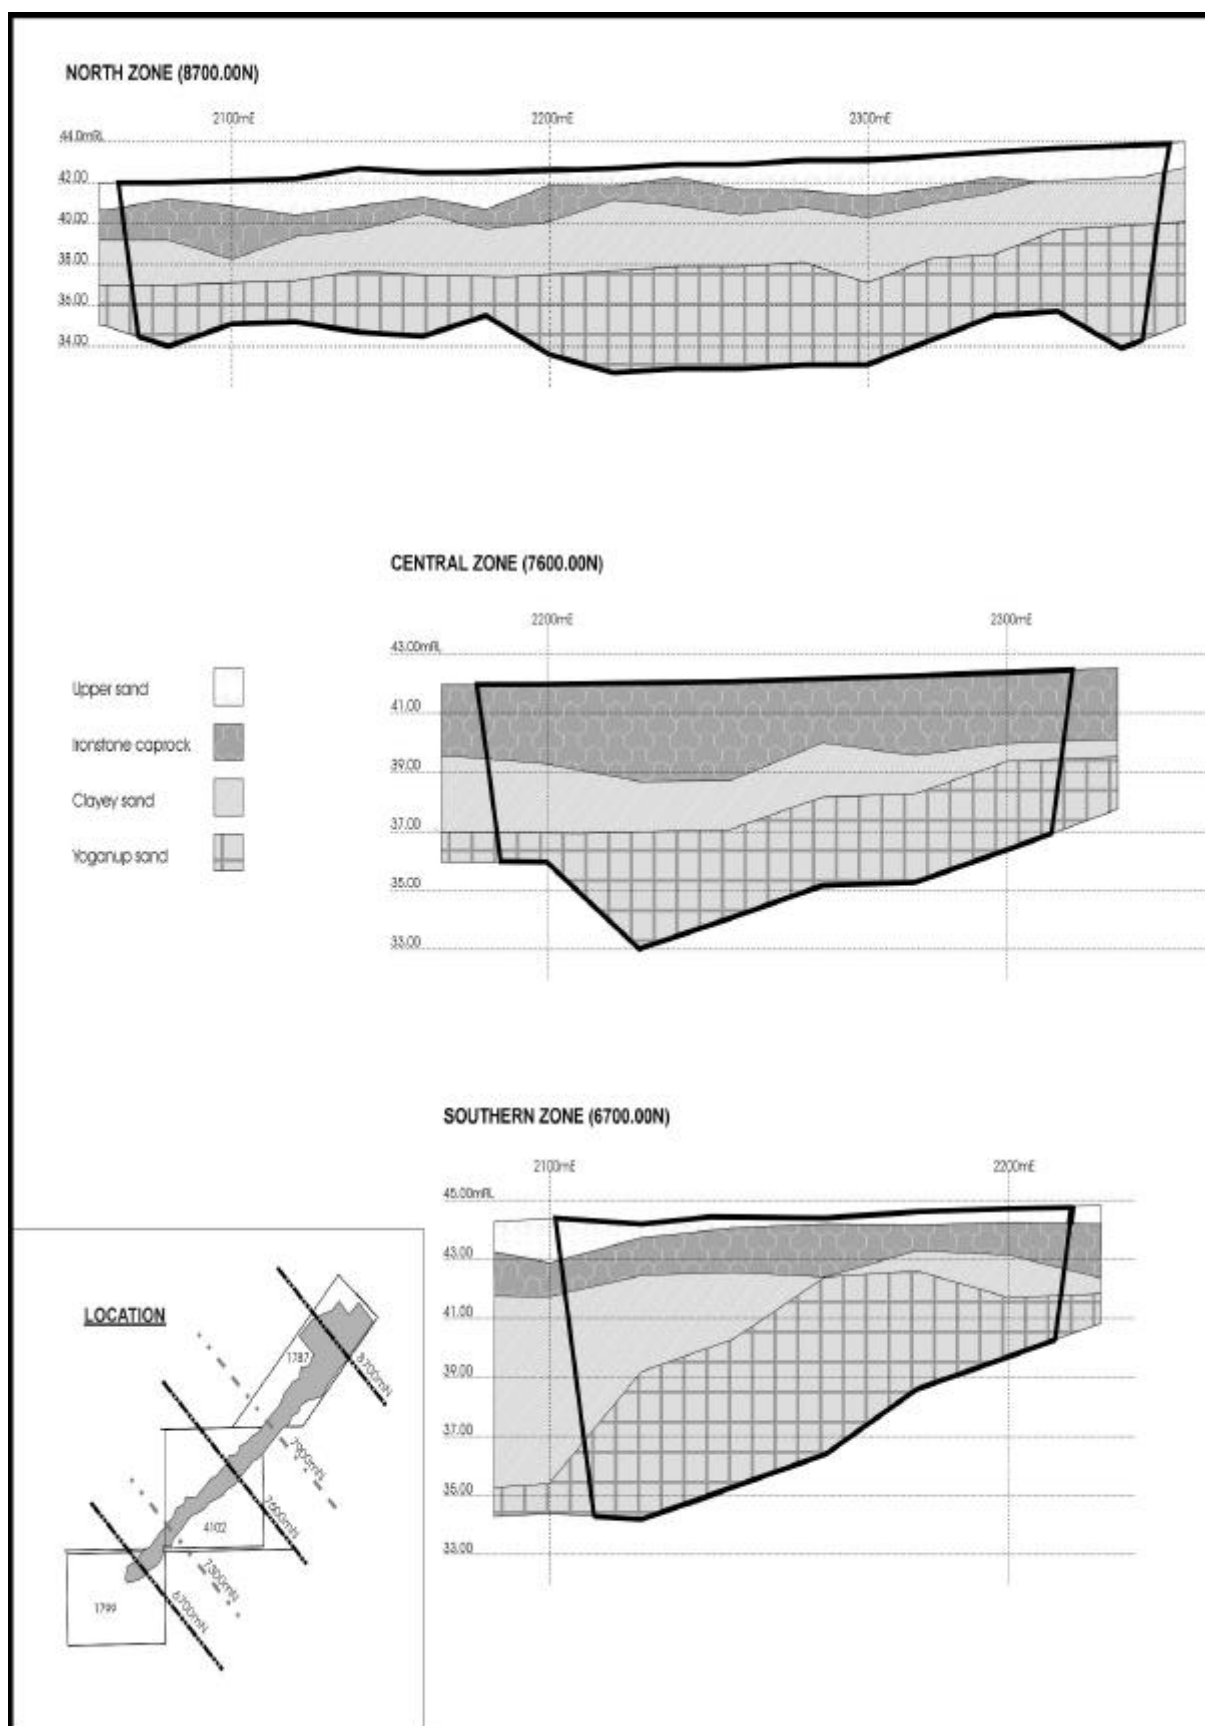 NORTH ZONE (8700.00N)
2100mE 2200mE 2300mE
44.0mRL
42.00
40.00
38.00
36.00
34.00
CENTRAL ZONE (7600.00N)
2200mE 2300mE
43.00mRL
41.00
39.00
37.00
35.00
33.00
Upper sand
Ironstone caprock
Clayey sand
Yoganup sand
SOUTHERN ZONE (6700.00N)
2100mE 2200mE
45.00mRL
43.00
41.00
39.00
37.00
35.00
33.00
LOCATION
1787
8700mN
7900mN
7600mN
4102
7300mN
6700mN
1799